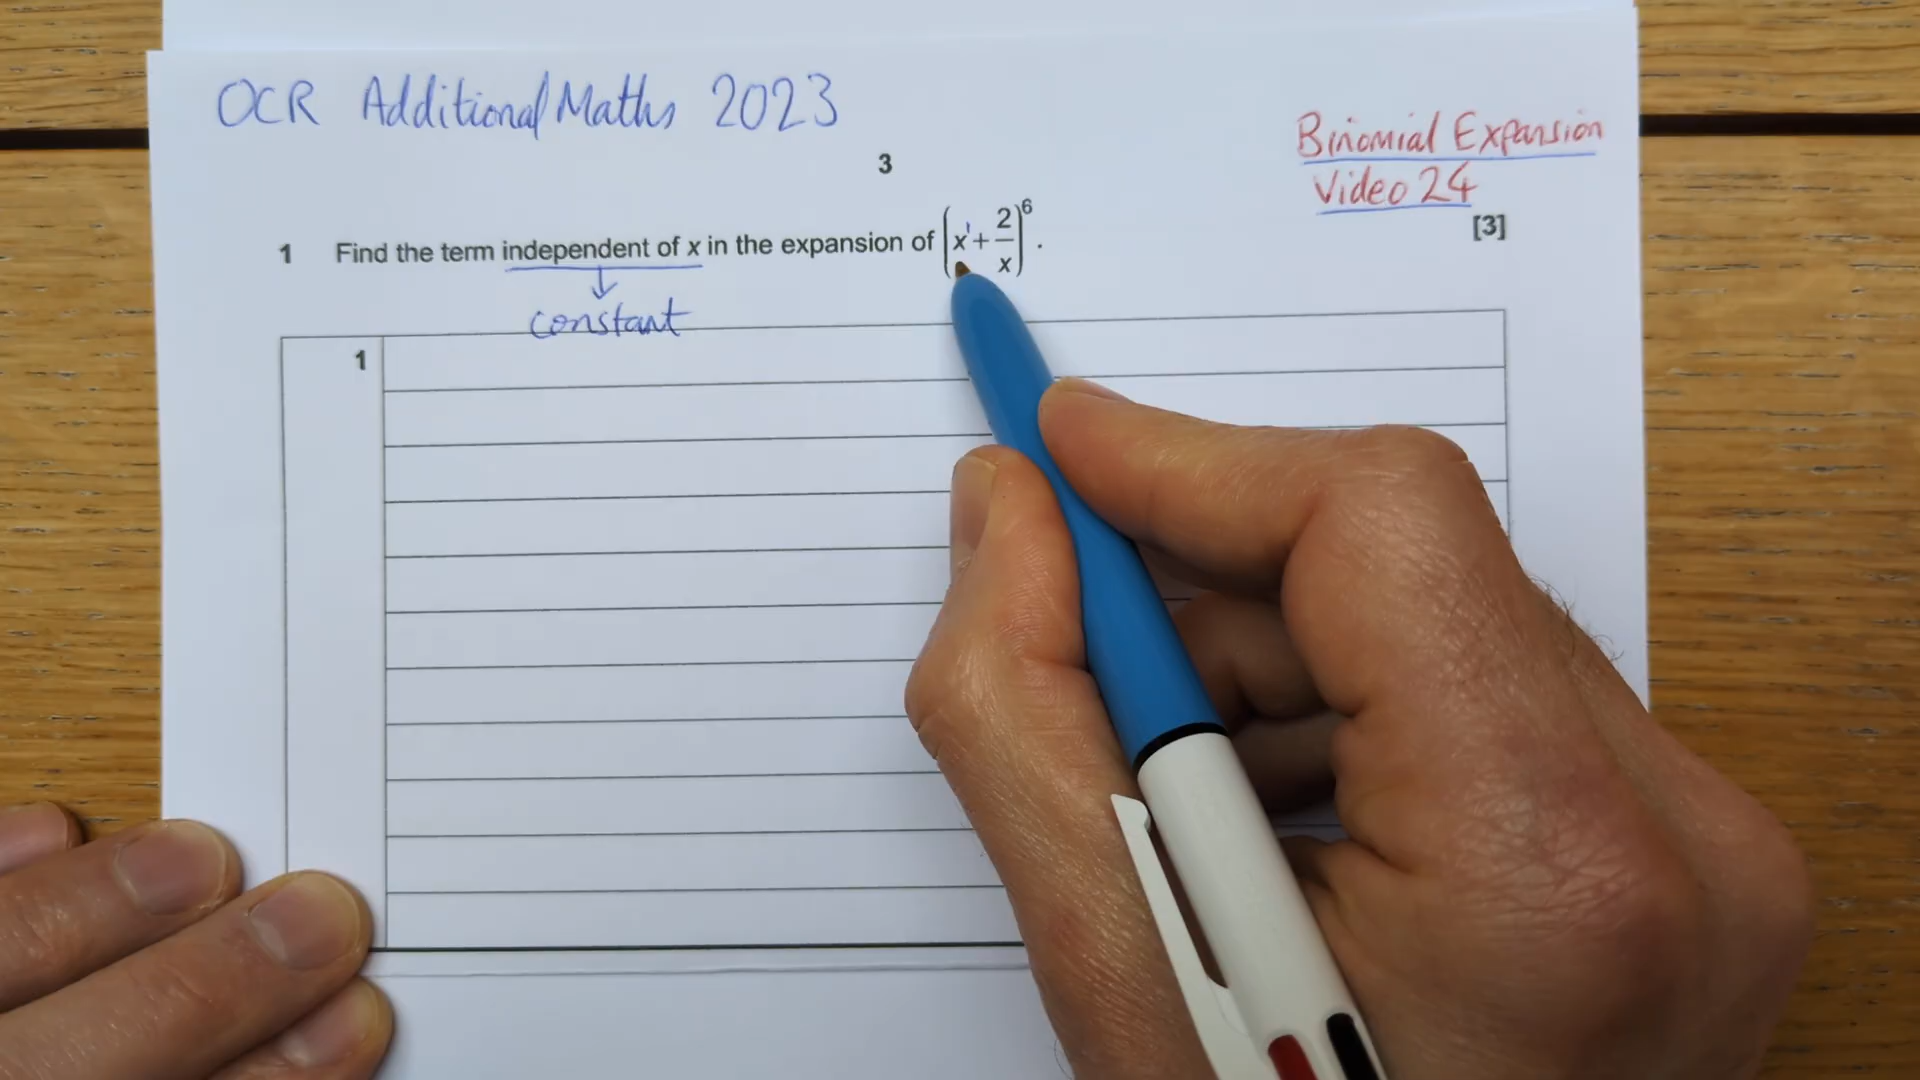 OCR Additional Maths 2023
Binomial Expansion
Video 24
3
[3]
1 Find the term independent of x in the expansion of (x¹ + 2/x)⁶.
↓
constant
1